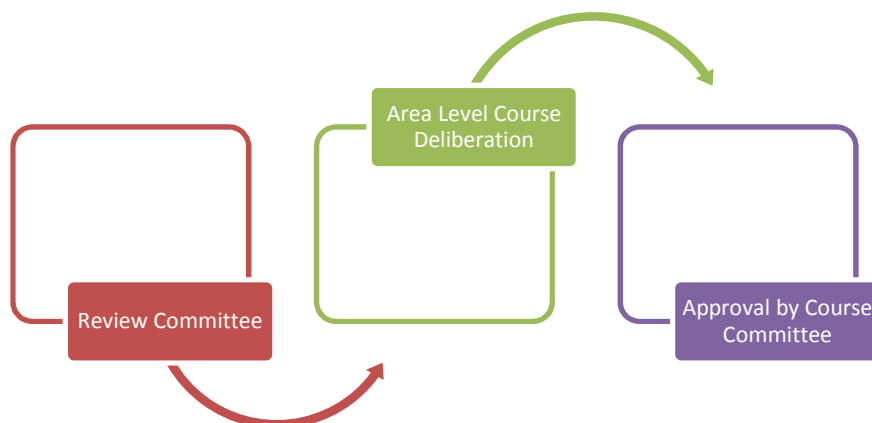 Review Committee
Area Level Course
Deliberation
Approval by Course
Committee